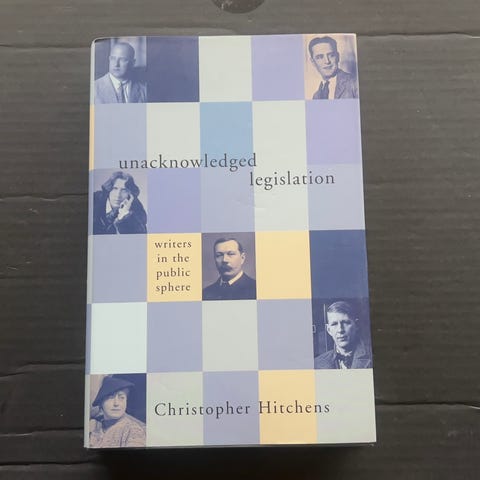 unacknowledged
legislation
writers
in the
public
sphere
Christopher Hitchens